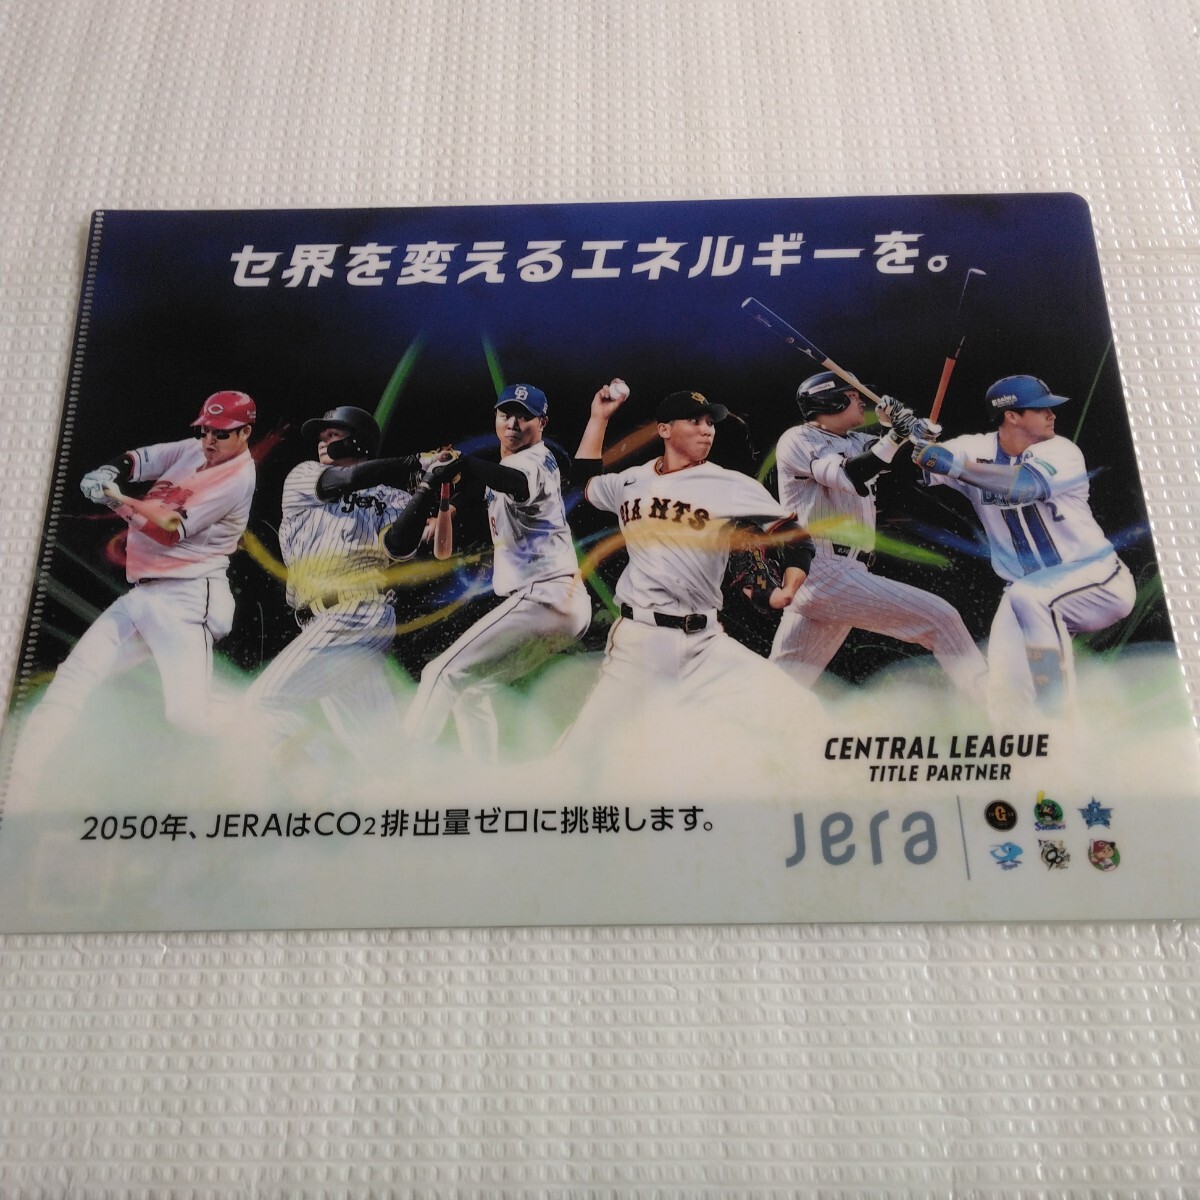 セ界を変えるエネルギーを。
GIANTS
2
CENTRAL LEAGUE
TITLE PARTNER
2050年、JERAはCO2排出量ゼロに挑戦します。
Jera